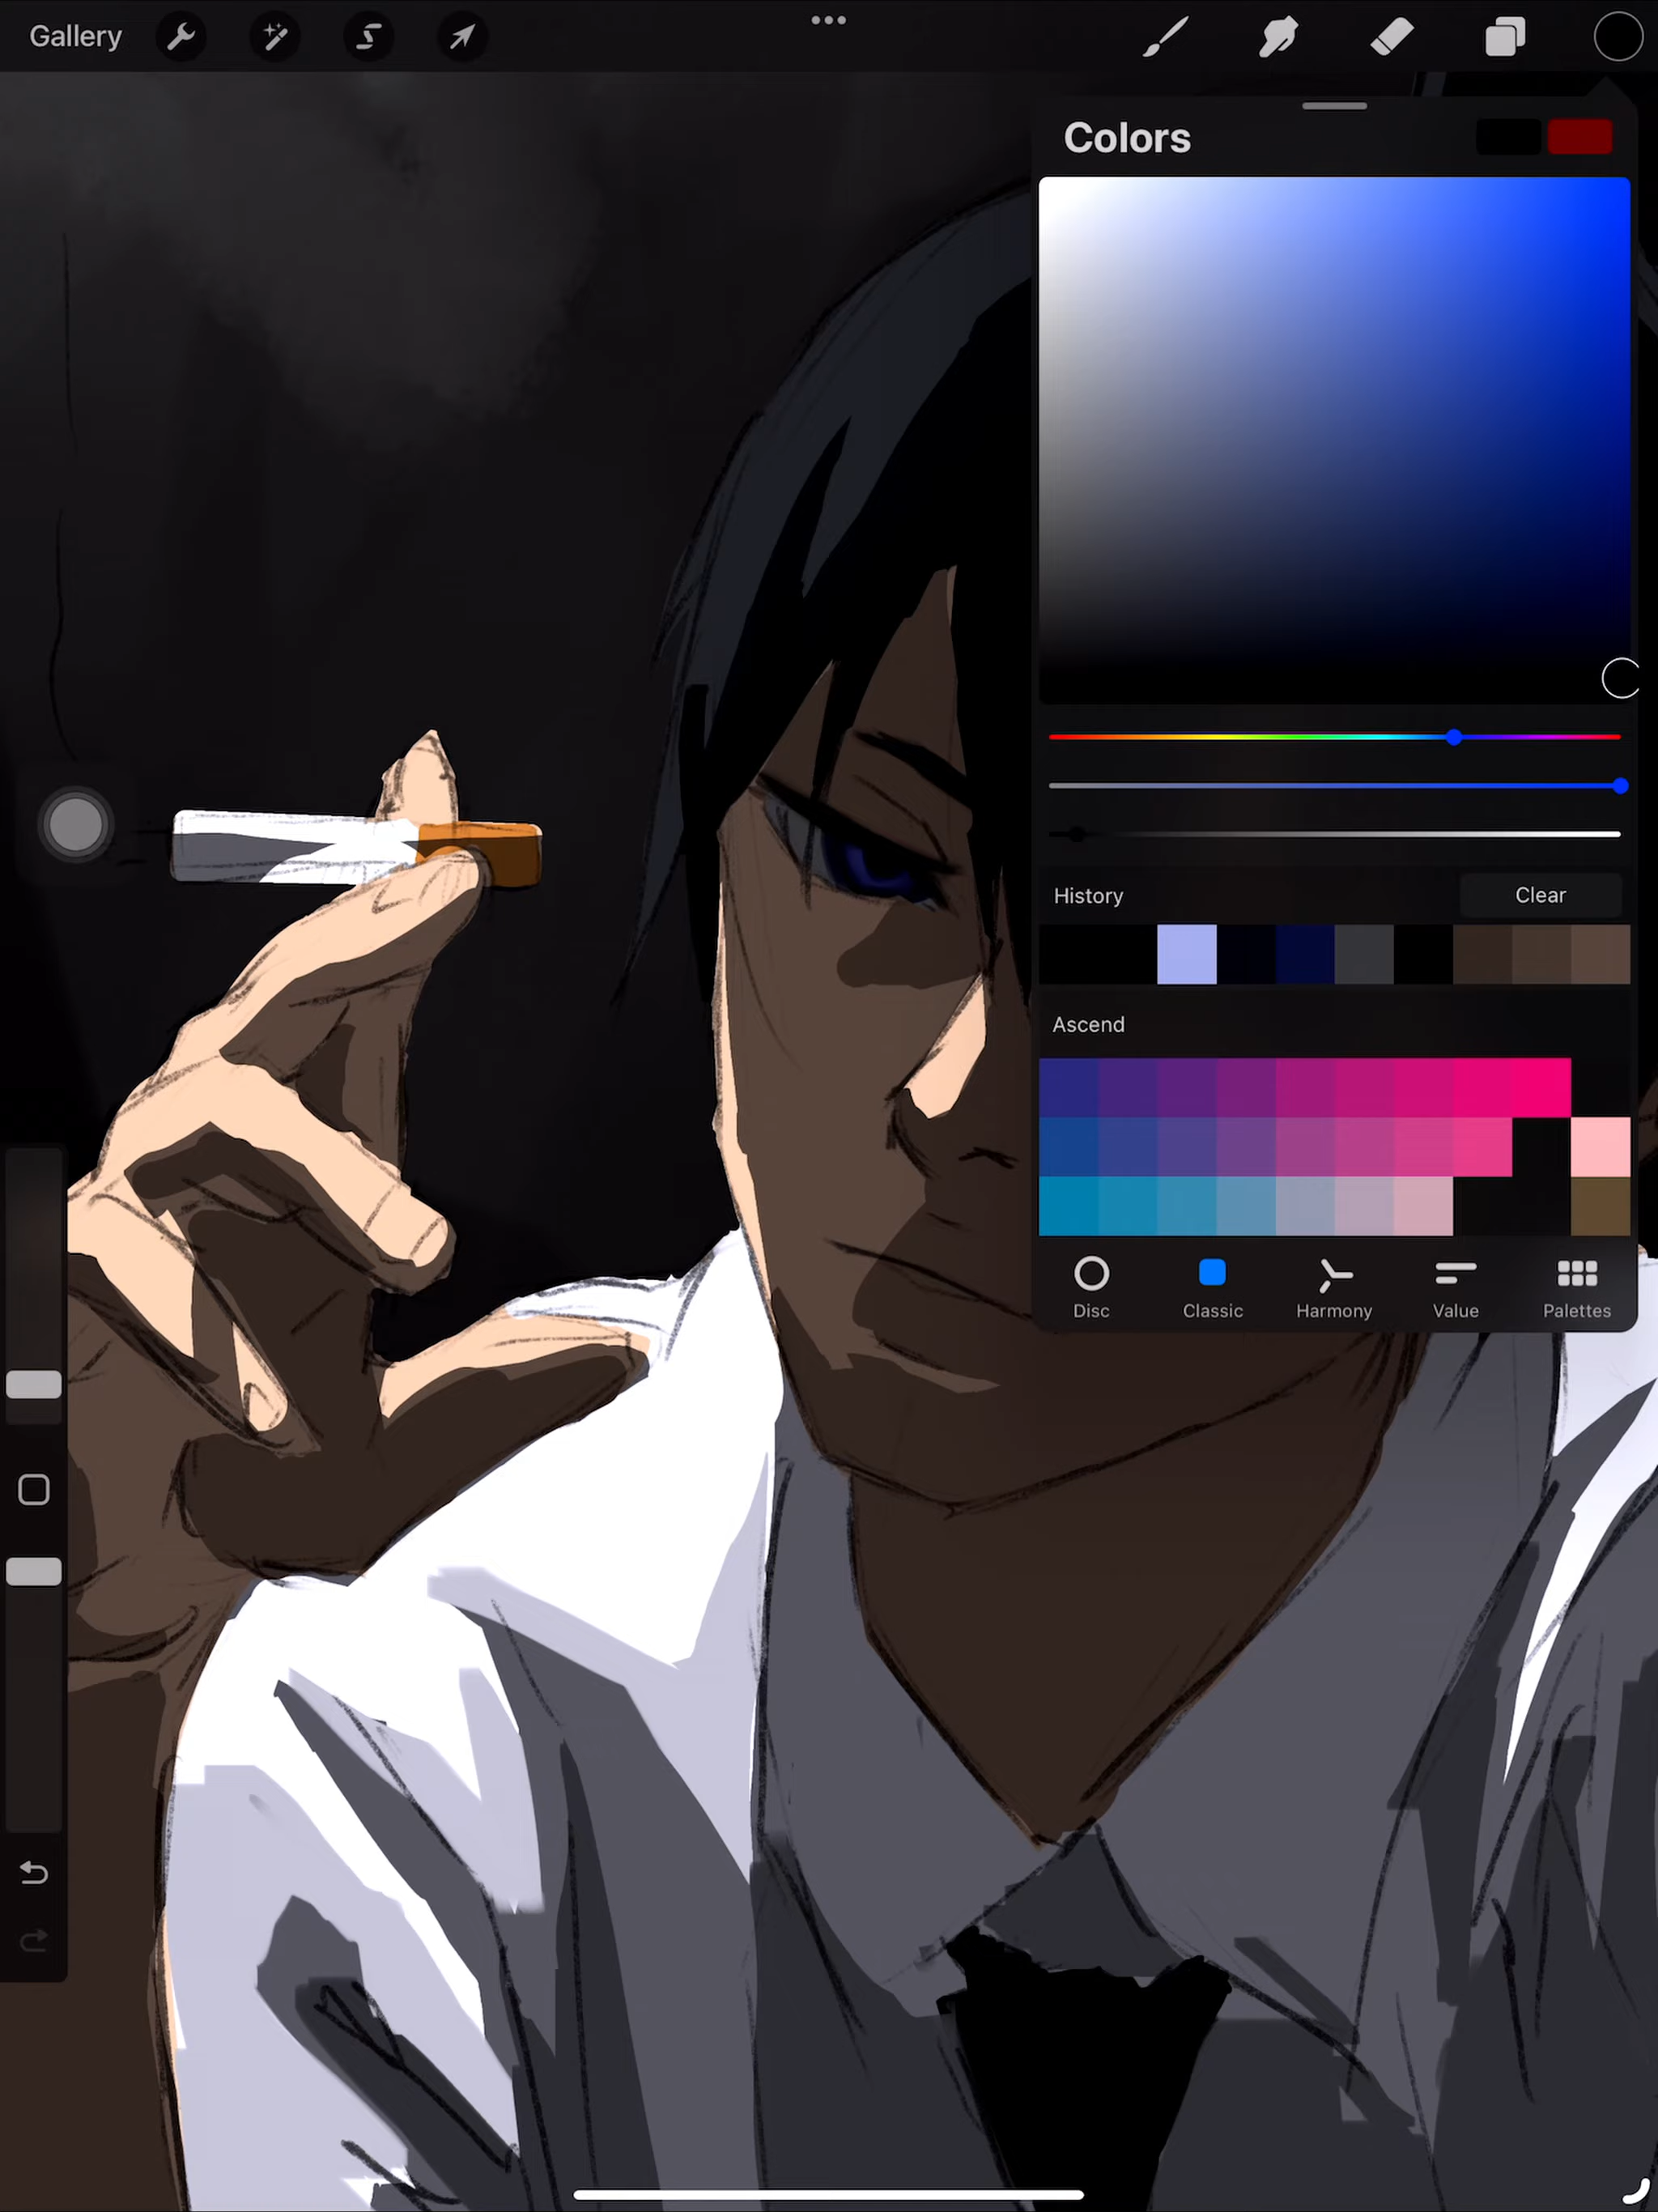 Gallery
Colors
History
Clear
Ascend
Disc
Classic
Harmony
Value
Palettes